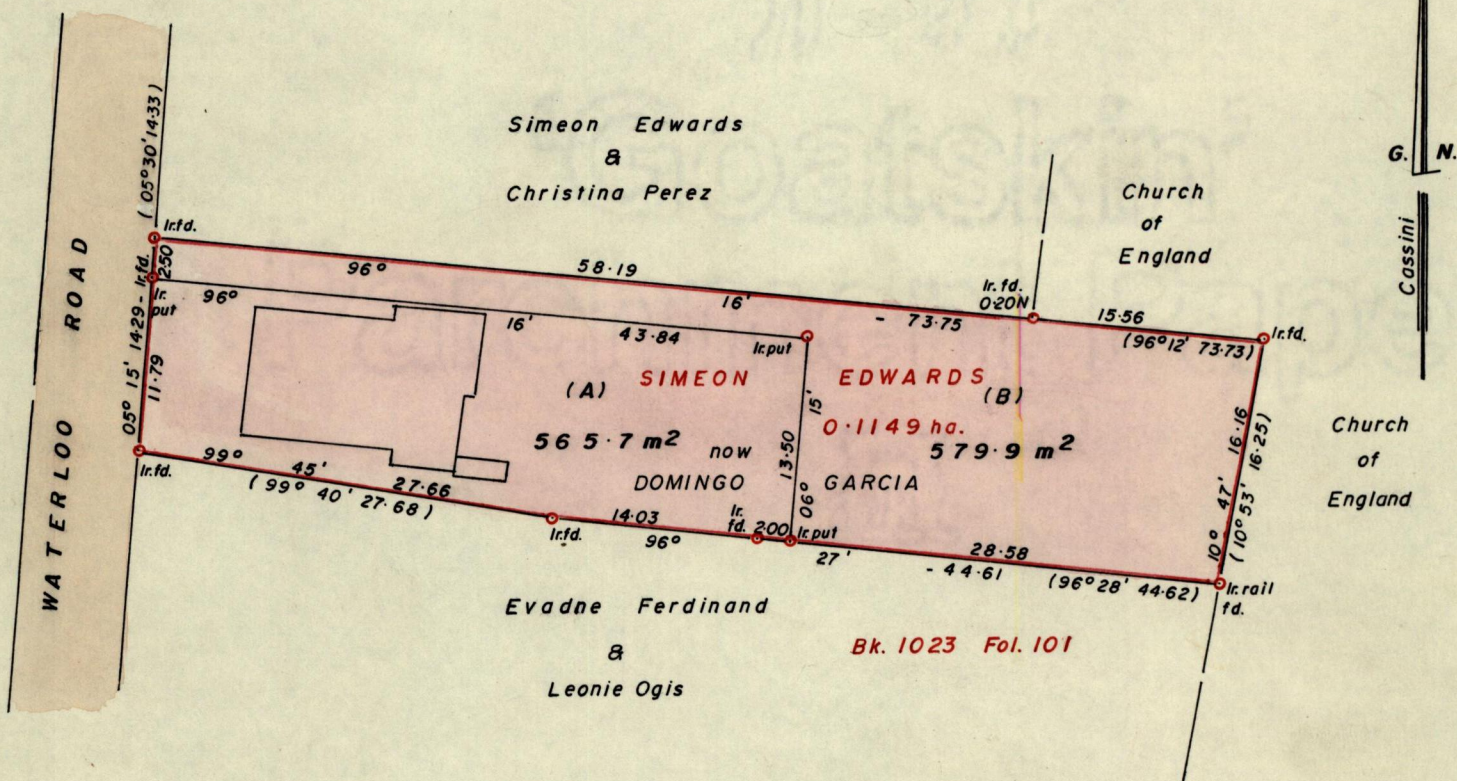 WATERLOO ROAD
(05°30' 14·33)
Simeon Edwards
&
Christina Perez
Church
of
England
G. N.
Cassini
Ir.fd.
2·50
Ir.fd.
Ir.
put
05° 15' 14·29-
11·79
96° 58·19 16' - 73·75
Ir. fd.
0·20N
15·56
(96°12' 73·73)
Ir.fd.
96° 16' 43·84
Ir.put
(A)
SIMEON EDWARDS
(B)
0·1149 ha.
565·7 m²
579·9 m²
now
DOMINGO GARCIA
06° 15'
13·50
10° 47' 16·16
(10°53' 16·25)
Church
of
England
Ir.fd.
99° 45' 27·66
(99° 40' 27·68)
Ir.fd.
14·03
Ir.
fd.
2·00
Ir.put
96° 27' - 44·61
28·58
(96°28' 44·62)
Ir.rail
fd.
Evadne Ferdinand
&
Leonie Ogis
Bk. 1023 Fol. 101